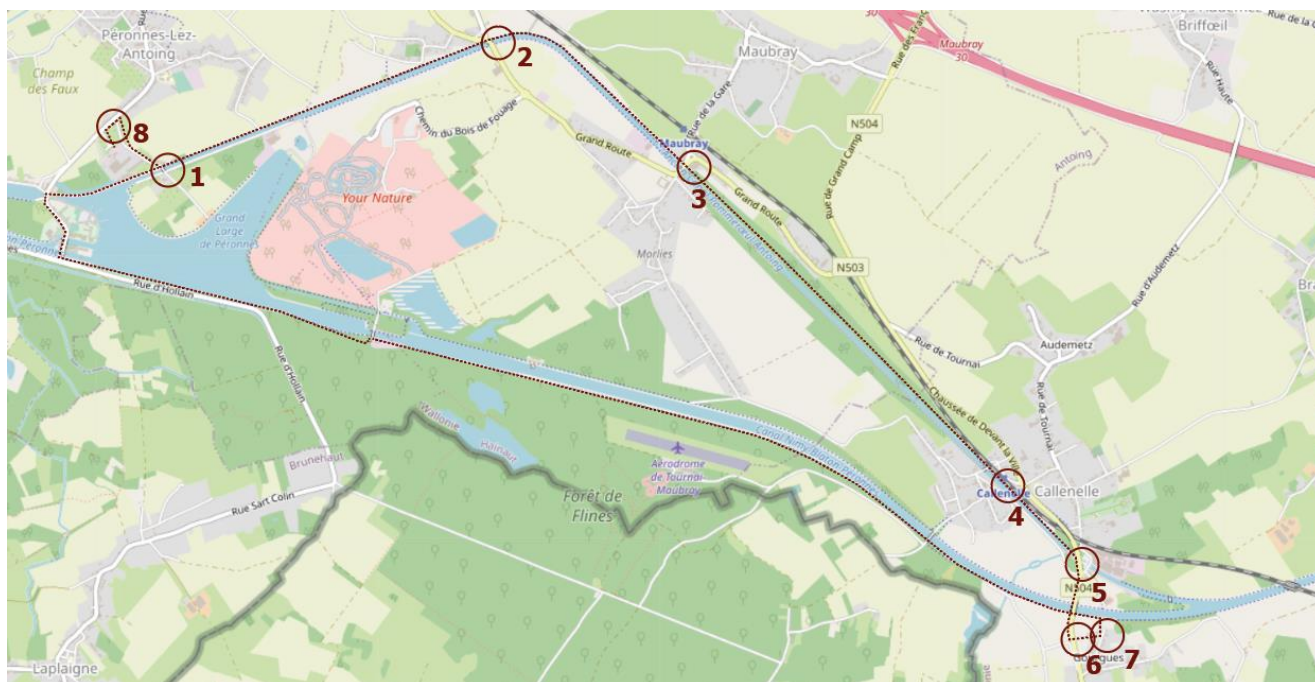 Péronnes-Lez-
Antoing
Champ
des Faux
8
1
2
Chemin du Bois de Fouage
Grand Route
Your Nature
Grand
Large
de Péronnes
Rue d'Hollain
Rue d'Hollain
Maubray
Rue de la Gare
Maubray
3
Grand Route
Morlies
Rue des
N504
Rue de Grand Camp
N503
30
30
Maubray
30
Briffœil
Rue Haute
Antoing
Rue d'Audemetz
Rue de Tournai
Audemetz
Rue de Tournai
Chaussée de Devant la
Callenelle
Callenelle
4
5
N504
6
7
Wallonie
Hainaut
Brunehaut
Rue Sart Colin
Laplaigne
Forêt de
Flines
Aérodrome
de Tournai
Maubray